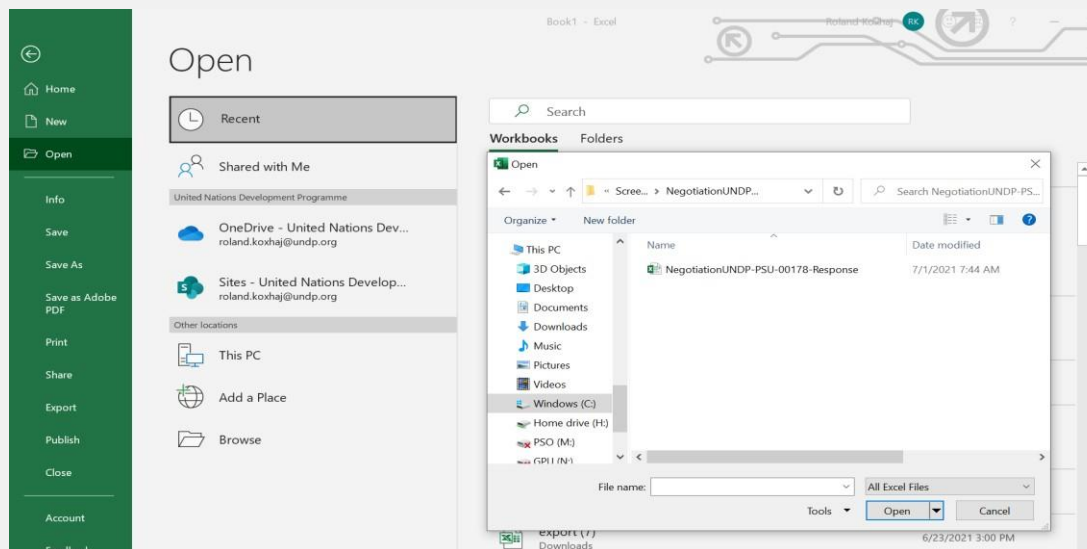 Book1 - Excel
Roland Koxhaj RK ?
Home
New
Open
Info
Save
Save As
Save as Adobe
PDF
Print
Share
Export
Publish
Close
Account
Open
Recent
Shared with Me
United Nations Development Programme
OneDrive - United Nations Dev...
roland.koxhaj@undp.org
Sites - United Nations Develop...
roland.koxhaj@undp.org
Other locations
This PC
Add a Place
Browse
Search
Workbooks Folders
Open
« Scree... > NegotiationUNDP...
Search NegotiationUNDP-PS...
Organize New folder
This PC
3D Objects
Desktop
Documents
Downloads
Music
Pictures
Videos
Windows (C:)
Home drive (H:)
PSO (M:)
GPU (N:)
Name Date modified
NegotiationUNDP-PSU-00178-Response 7/1/2021 7:44 AM
File name: All Excel Files
Tools Open Cancel
export (7) 6/23/2021 3:00 PM
Downloads